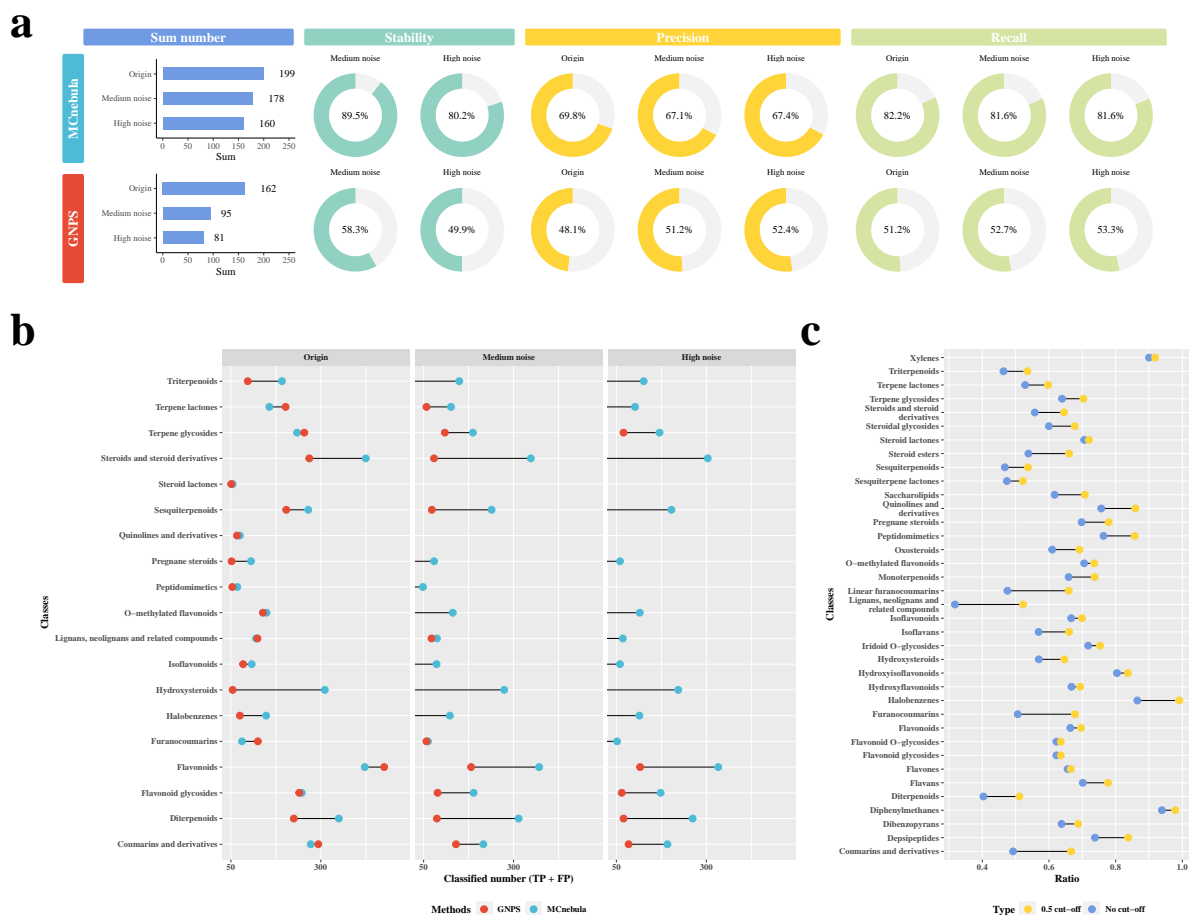 a
Sum number
Stability
Precision
Recall
MCnebula
Origin
Medium noise
High noise
199
178
160
0 50 100 150 200 250
Sum
Medium noise
High noise
Origin
Medium noise
High noise
Origin
Medium noise
High noise
89.5%
80.2%
69.8%
67.1%
67.4%
82.2%
81.6%
81.6%
GNPS
Origin
Medium noise
High noise
162
95
81
0 50 100 150 200 250
Sum
Medium noise
High noise
Origin
Medium noise
High noise
Origin
Medium noise
High noise
58.3%
49.9%
48.1%
51.2%
52.4%
51.2%
52.7%
53.3%
b
Origin
Medium noise
High noise
Classes
Triterpenoids
Terpene lactones
Terpene glycosides
Steroids and steroid derivatives
Steroid lactones
Sesquiterpenoids
Quinolines and derivatives
Pregnane steroids
Peptidomimetics
O−methylated flavonoids
Lignans, neolignans and related compounds
Isoflavonoids
Hydroxysteroids
Halobenzenes
Furanocoumarins
Flavonoids
Flavonoid glycosides
Diterpenoids
Coumarins and derivatives
50 300
50 300
50 300
Classified number (TP + FP)
Methods GNPS MCnebula
c
Classes
Xylenes
Triterpenoids
Terpene lactones
Terpene glycosides
Steroids and steroid
derivatives
Steroidal glycosides
Steroid lactones
Steroid esters
Sesquiterpenoids
Sesquiterpene lactones
Saccharolipids
Quinolines and
derivatives
Pregnane steroids
Peptidomimetics
Oxosteroids
O−methylated flavonoids
Monoterpenoids
Linear furanocoumarins
Lignans, neolignans and
related compounds
Isoflavonoids
Isoflavans
Iridoid O−glycosides
Hydroxysteroids
Hydroxyisoflavonoids
Hydroxyflavonoids
Halobenzenes
Furanocoumarins
Flavonoids
Flavonoid O−glycosides
Flavonoid glycosides
Flavones
Flavans
Diterpenoids
Diphenylmethanes
Dibenzopyrans
Depsipeptides
Coumarins and derivatives
0.4 0.6 0.8 1.0
Ratio
Type 0.5 cut−off No cut−off